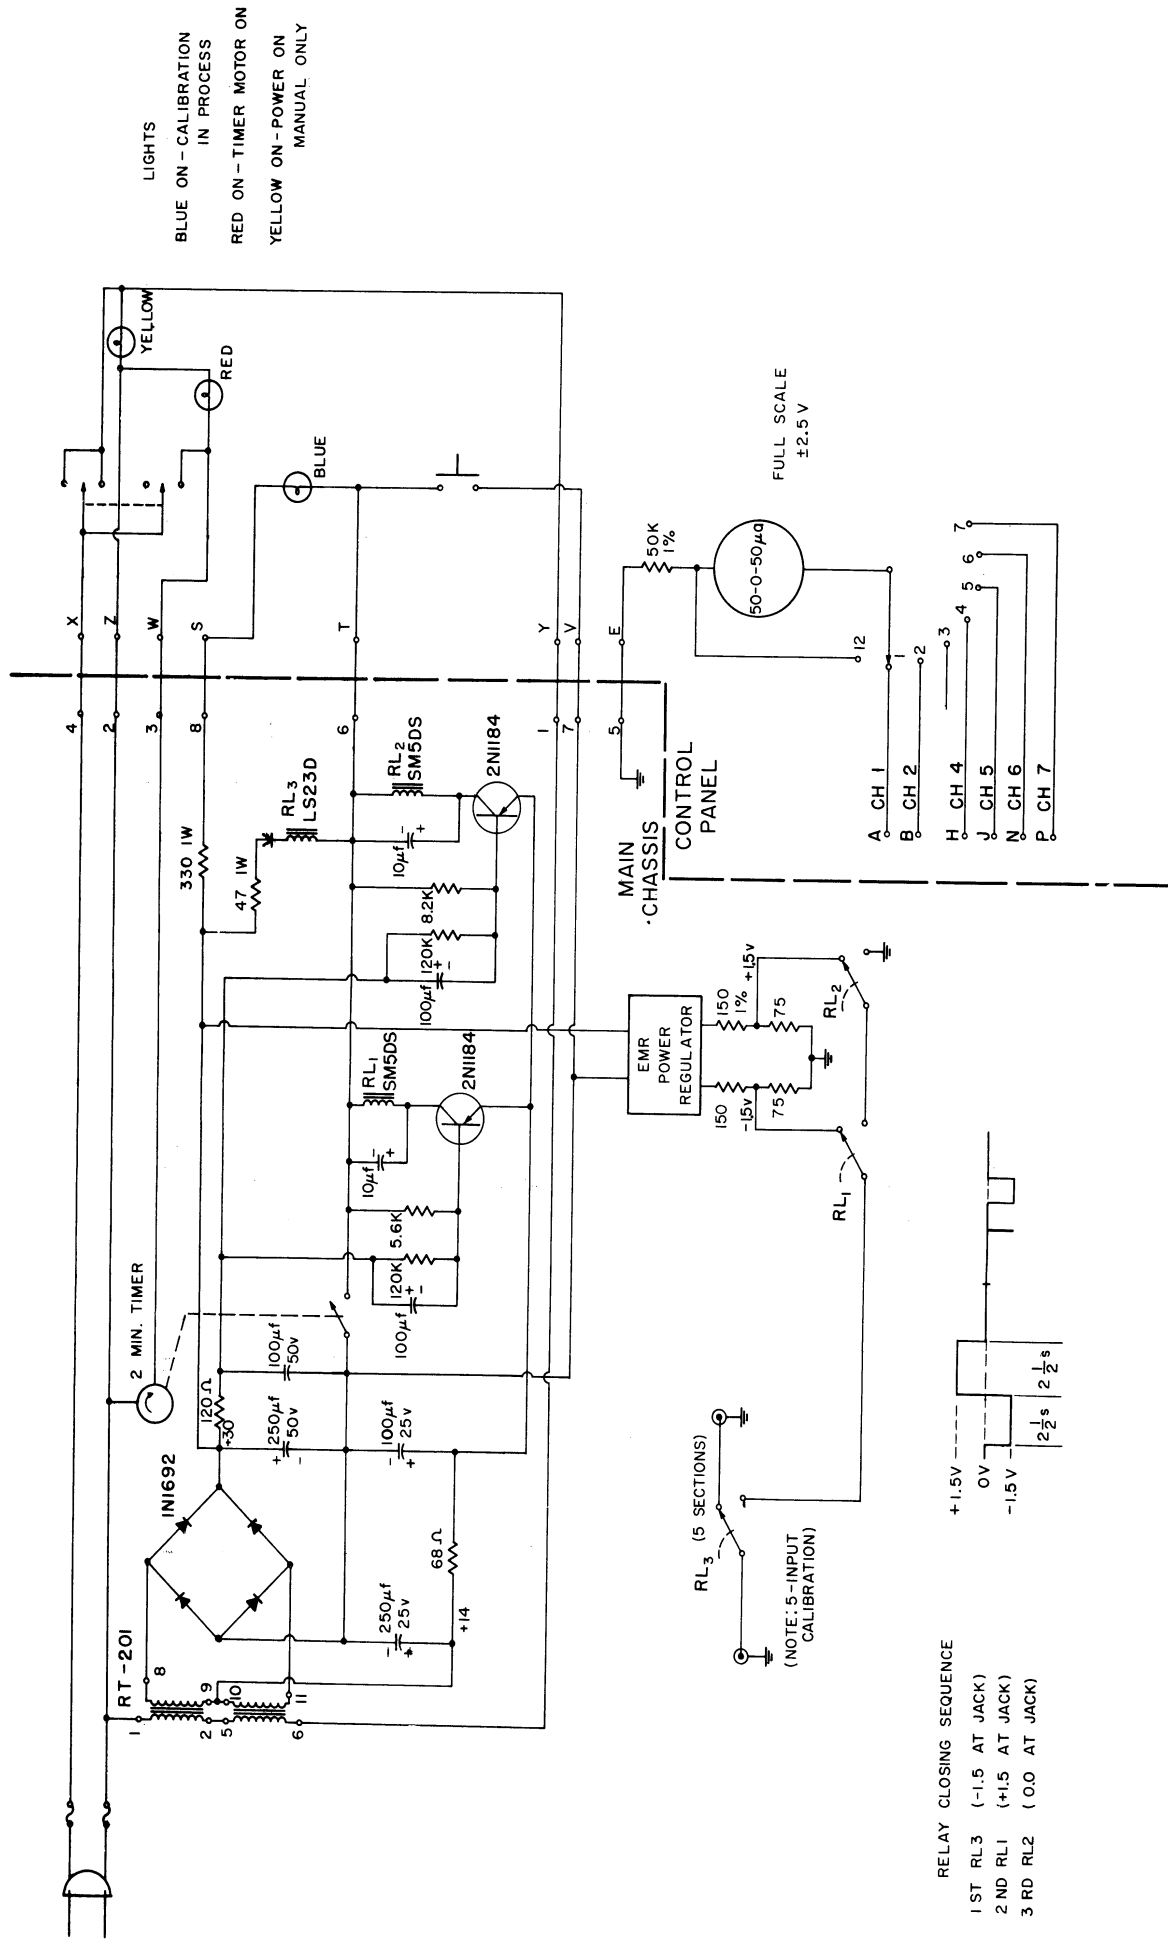 LIGHTS
BLUE ON - CALIBRATION
IN PROCESS
RED ON - TIMER MOTOR ON
YELLOW ON - POWER ON
MANUAL ONLY
YELLOW
RED
BLUE
X
Z
W
S
T
Y
V
E
4
2
3
8
6
1
7
5
2 MIN. TIMER
RT-201
1
2
5
6
8
9
10
11
1N1692
120Ω
+30
+
250µf
50V
-
100µf
50V
-
100µf
25V
+
-
250µf
25V
+
68Ω
+14
330 1W
47 1W
RL3
LS23D
100µf
+
-
120K
5.6K
10µf
-
+
RL1
SM5DS
2N1184
100µf
+
-
120K
8.2K
10µf
-
+
RL2
SM5DS
2N1184
MAIN
CHASSIS
CONTROL
PANEL
50K
1%
50-0-50µa
FULL SCALE
±2.5V
12
1
2
3
4
5
6
7
A CH 1
B CH 2
H CH 4
J CH 5
N CH 6
P CH 7
EMR
POWER
REGULATOR
150
-1.5V
75
150
1%
+1.5V
75
RL1
RL2
RL3 (5 SECTIONS)
(NOTE: 5-INPUT
CALIBRATION)
+1.5V
0V
-1.5V
2 1/2 s
2 1/2 s
RELAY CLOSING SEQUENCE
1 ST RL3 (-1.5 AT JACK)
2 ND RL1 (+1.5 AT JACK)
3 RD RL2 (0.0 AT JACK)